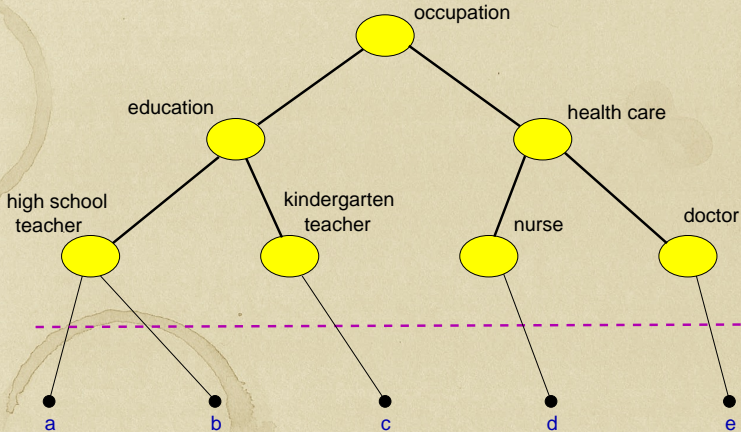 occupation
education
health care
high school
teacher
kindergarten
teacher
nurse
doctor
a
b
c
d
e